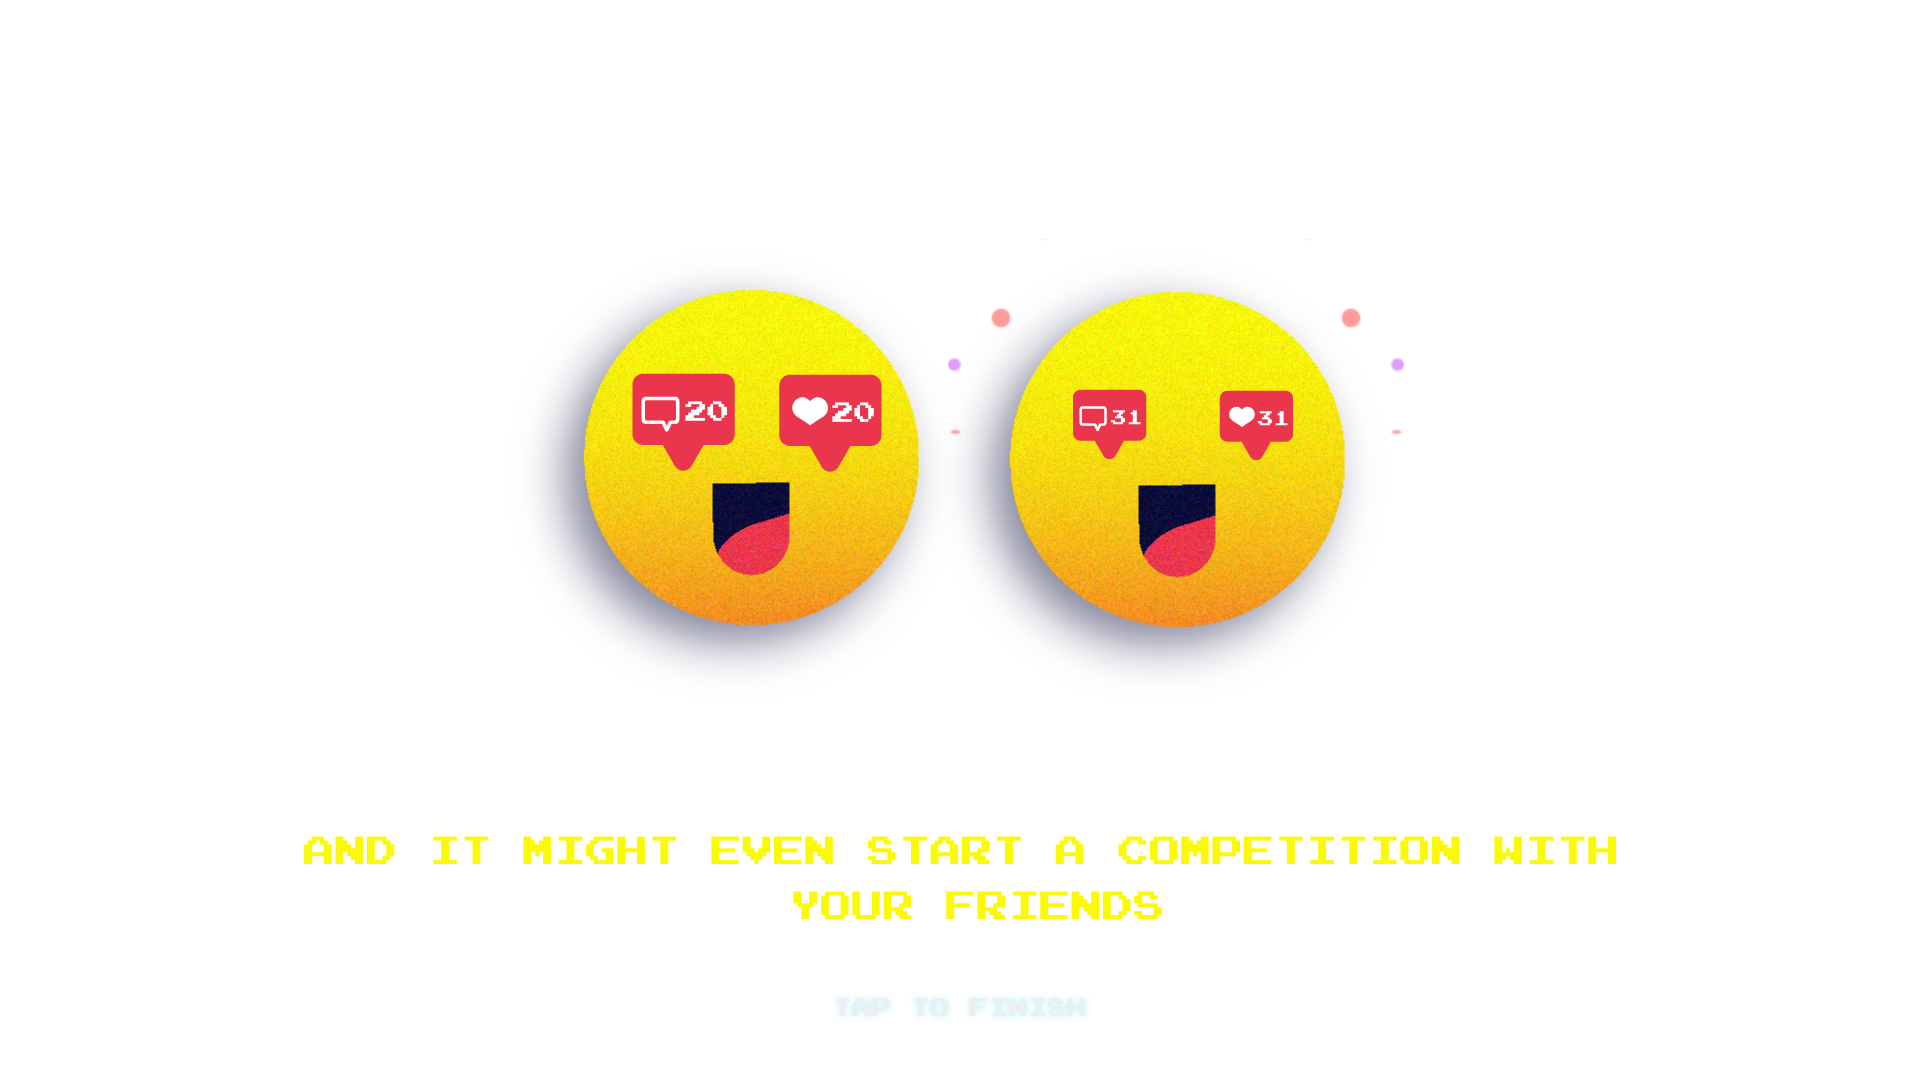 20 20 31 31
AND IT MIGHT EVEN START A COMPETITION WITH
YOUR FRIENDS
TAP TO FINISH